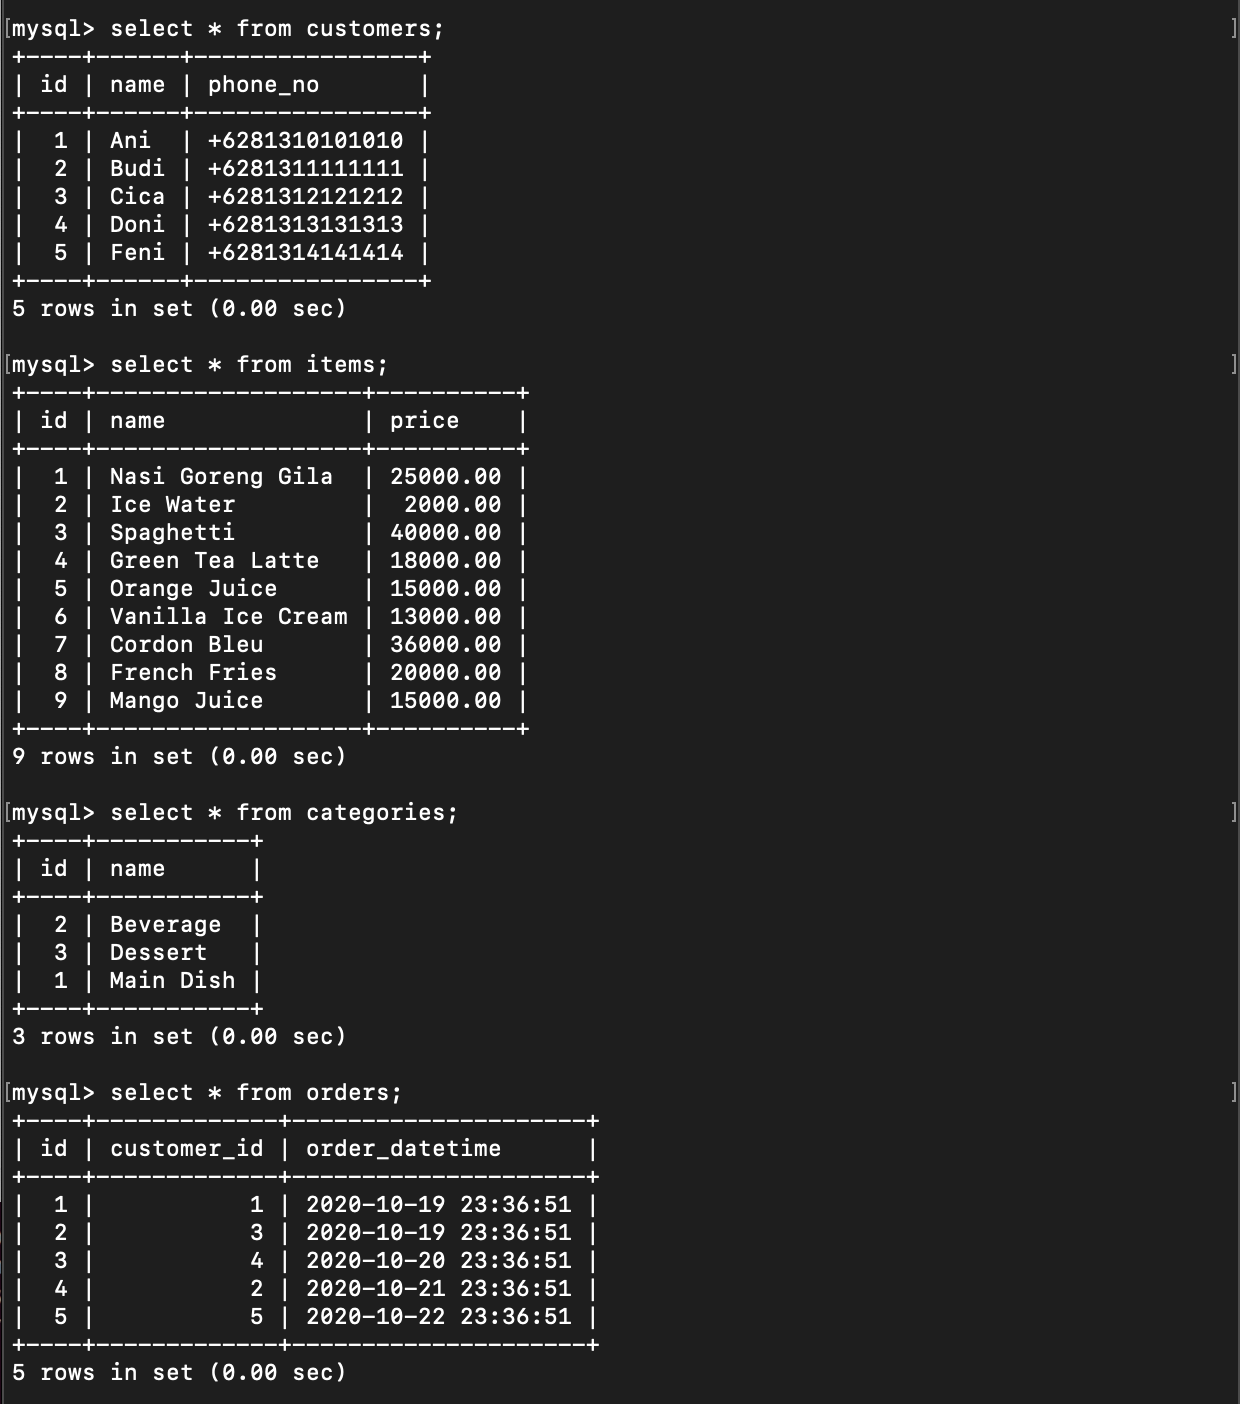 mysql> select * from customers;
+----+------+----------------+
| id | name | phone_no       |
+----+------+----------------+
|  1 | Ani  | +6281310101010 |
|  2 | Budi | +6281311111111 |
|  3 | Cica | +6281312121212 |
|  4 | Doni | +6281313131313 |
|  5 | Feni | +6281314141414 |
+----+------+----------------+
5 rows in set (0.00 sec)

mysql> select * from items;
+----+-------------------+----------+
| id | name              | price    |
+----+-------------------+----------+
|  1 | Nasi Goreng Gila  | 25000.00 |
|  2 | Ice Water         |  2000.00 |
|  3 | Spaghetti         | 40000.00 |
|  4 | Green Tea Latte   | 18000.00 |
|  5 | Orange Juice      | 15000.00 |
|  6 | Vanilla Ice Cream | 13000.00 |
|  7 | Cordon Bleu       | 36000.00 |
|  8 | French Fries      | 20000.00 |
|  9 | Mango Juice       | 15000.00 |
+----+-------------------+----------+
9 rows in set (0.00 sec)

mysql> select * from categories;
+----+-----------+
| id | name      |
+----+-----------+
|  2 | Beverage  |
|  3 | Dessert   |
|  1 | Main Dish |
+----+-----------+
3 rows in set (0.00 sec)

mysql> select * from orders;
+----+-------------+---------------------+
| id | customer_id | order_datetime      |
+----+-------------+---------------------+
|  1 |           1 | 2020-10-19 23:36:51 |
|  2 |           3 | 2020-10-19 23:36:51 |
|  3 |           4 | 2020-10-20 23:36:51 |
|  4 |           2 | 2020-10-21 23:36:51 |
|  5 |           5 | 2020-10-22 23:36:51 |
+----+-------------+---------------------+
5 rows in set (0.00 sec)